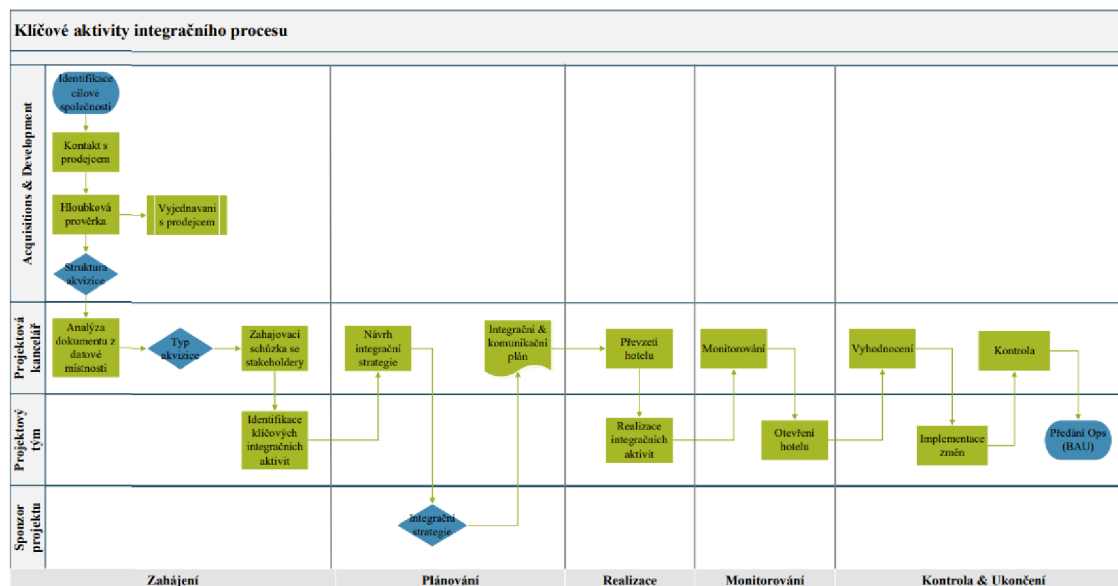 Klíčové aktivity integračního procesu
Acquisitions & Development
Identifikace
cílové
společnosti
Kontakt s
prodejcem
Hloubková
prověrka
Vyjednavani
s prodejcem
Struktura
akvizice
Projektová
kancelář
Analýza
dokumentu z
datové
místnosti
Typ
akvizice
Zahajovací
schůzka se
stakeholdery
Návrh
integrační
strategie
Integrační &
komunikační
plán
Převzetí
hotelu
Monitorování
Vyhodnocení
Kontrola
Projektový
tým
Identifikace
klíčových
integračních
aktivit
Realizace
integračních
aktivit
Otevření
hotelu
Implementace
změn
Předání Ops
(BAU)
Sponzor
projektu
Integrační
strategie
Zahájení
Plánování
Realizace
Monitorování
Kontrola & Ukončení